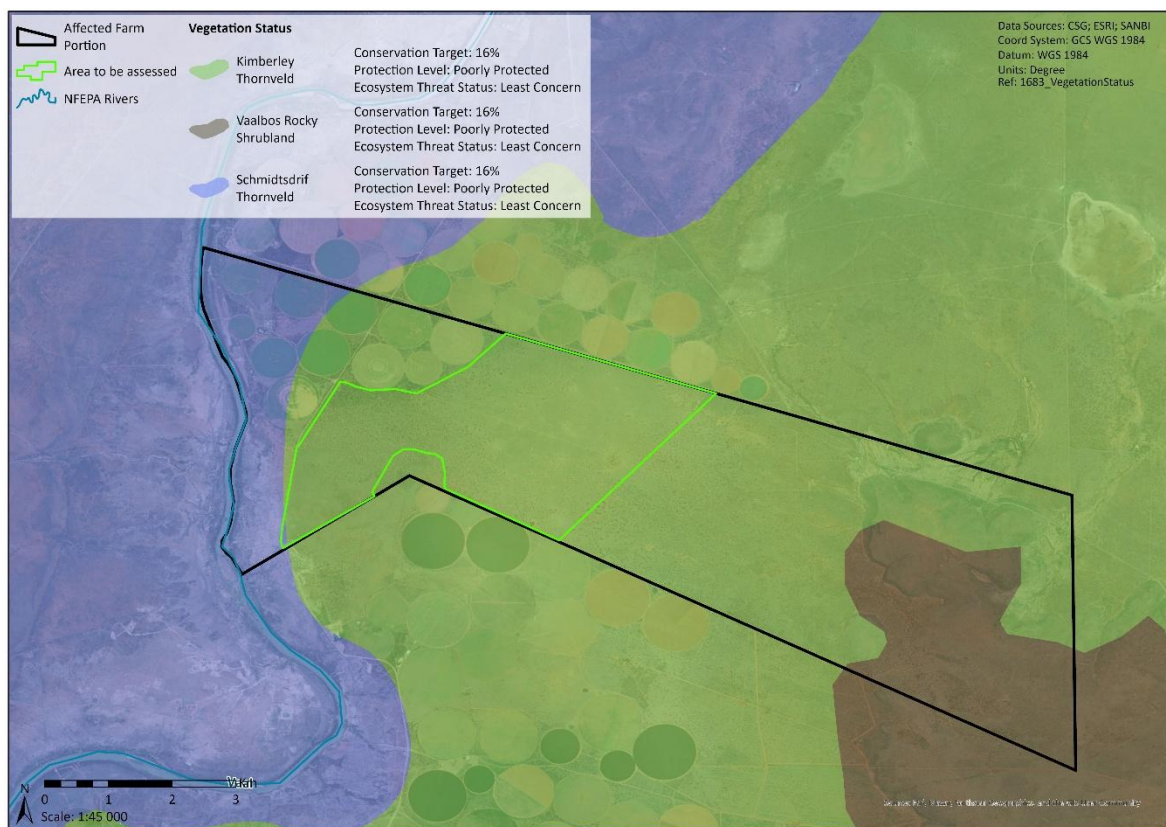 Affected Farm
Portion
Area to be assessed
NFEPA Rivers
Vegetation Status
Kimberley
Thornveld
Conservation Target: 16%
Protection Level: Poorly Protected
Ecosystem Threat Status: Least Concern
Vaalbos Rocky
Shrubland
Conservation Target: 16%
Protection Level: Poorly Protected
Ecosystem Threat Status: Least Concern
Schmidtsdrif
Thornveld
Conservation Target: 16%
Protection Level: Poorly Protected
Ecosystem Threat Status: Least Concern
Data Sources: CSG; ESRI; SANBI
Coord System: GCS WGS 1984
Datum: WGS 1984
Units: Degree
Ref: 1683_VegetationStatus
N
0 1 2 3
Scale: 1:45 000